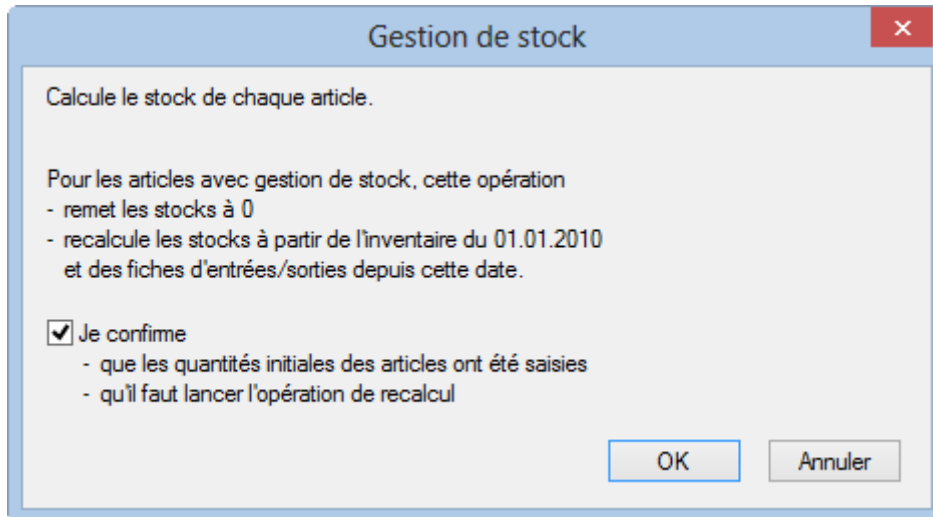 Gestion de stock
Calcule le stock de chaque article.
Pour les articles avec gestion de stock, cette opération
- remet les stocks à 0
- recalcule les stocks à partir de l'inventaire du 01.01.2010
et des fiches d'entrées/sorties depuis cette date.
Je confirme
- que les quantités initiales des articles ont été saisies
- qu'il faut lancer l'opération de recalcul
OK Annuler